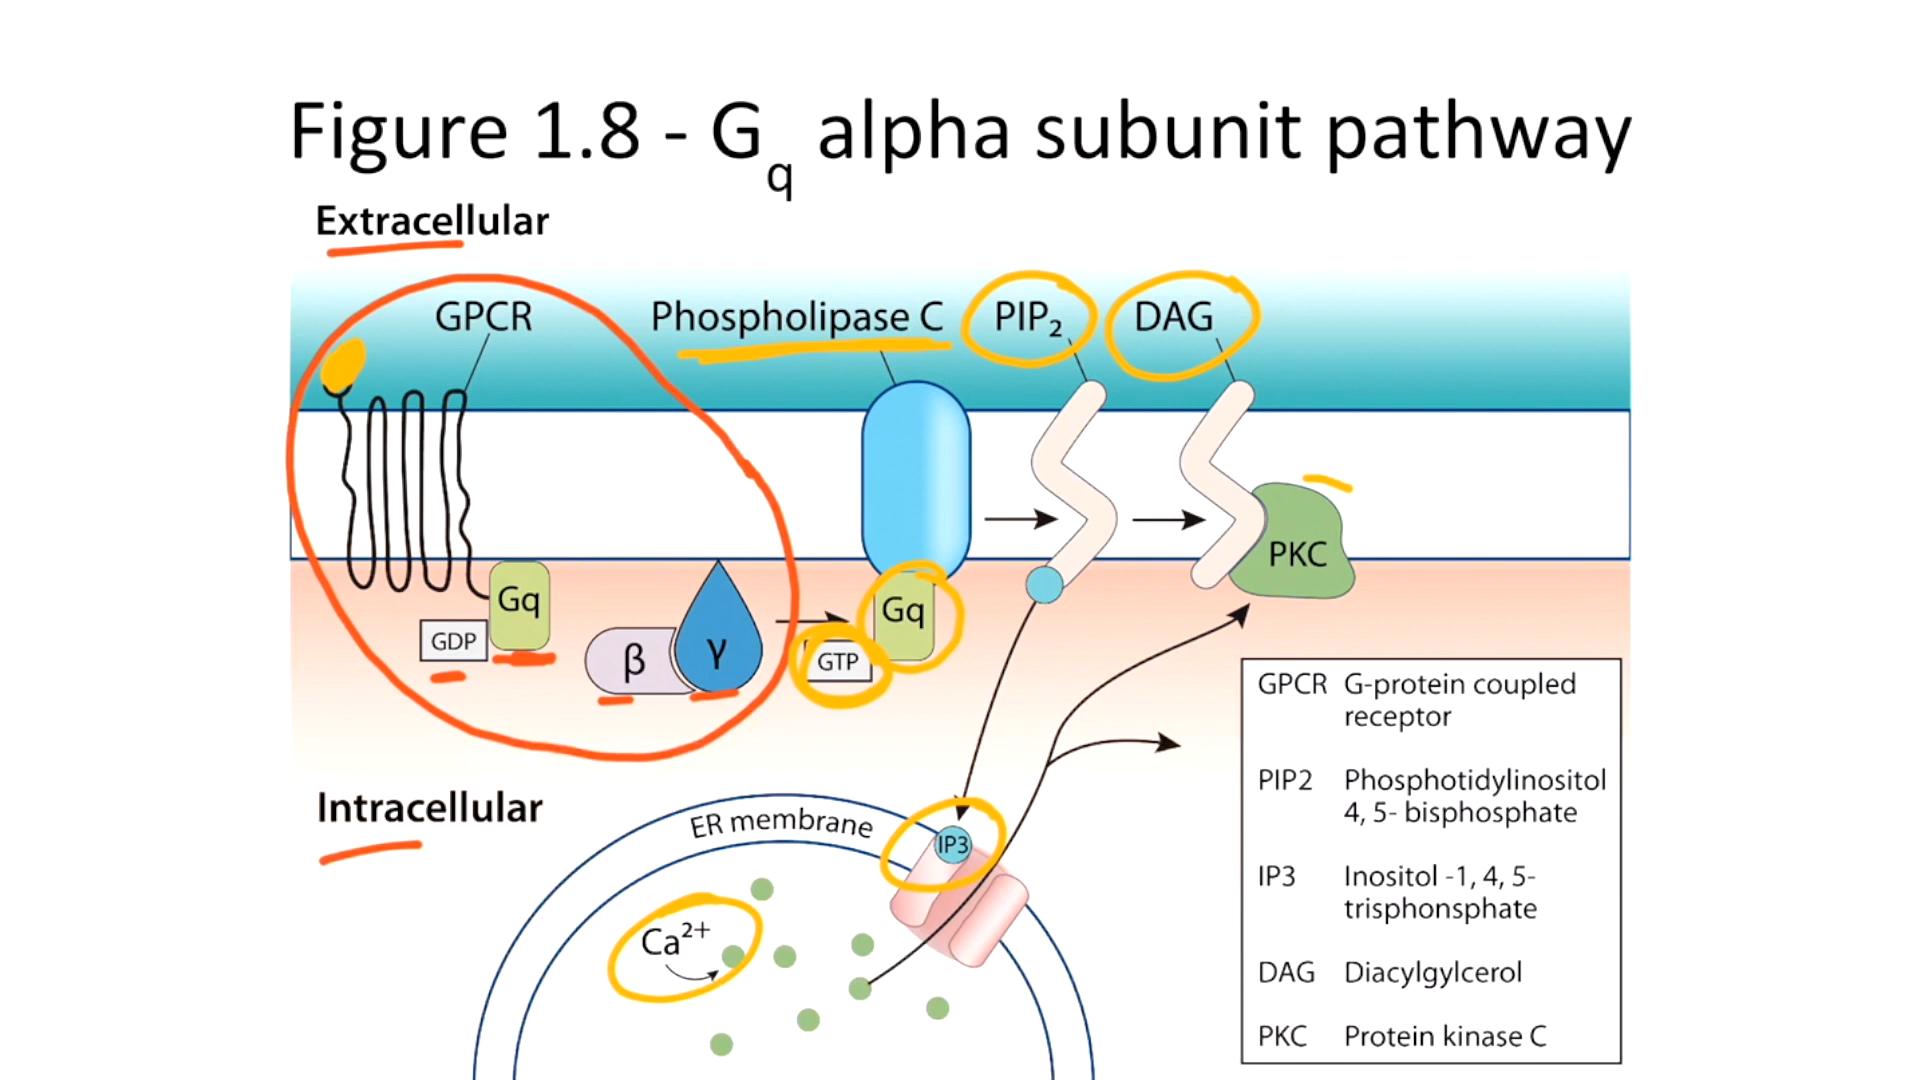 Figure 1.8 - Gq alpha subunit pathway
Extracellular
GPCR
Phospholipase C
PIP₂
DAG
PKC
Gq
GDP
β
γ
Gq
GTP
Intracellular
ER membrane
IP3
Ca²⁺
GPCR G-protein coupled
receptor
PIP2 Phosphotidylinositol
4, 5- bisphosphate
IP3 Inositol -1, 4, 5-
trisphonsphate
DAG Diacylgylcerol
PKC Protein kinase C